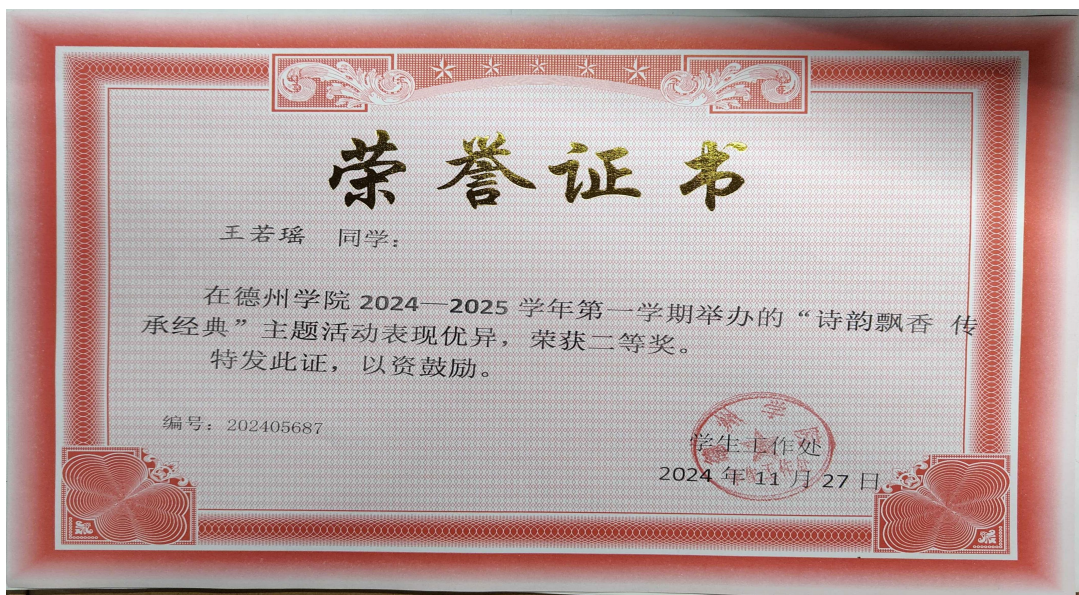 荣誉证书
王若瑶 同学：
在德州学院 2024—2025 学年第一学期举办的“诗韵飘香 传
承经典”主题活动表现优异，荣获二等奖。
特发此证，以资鼓励。
编号：202405687
学生工作处
2024 年 11 月 27 日